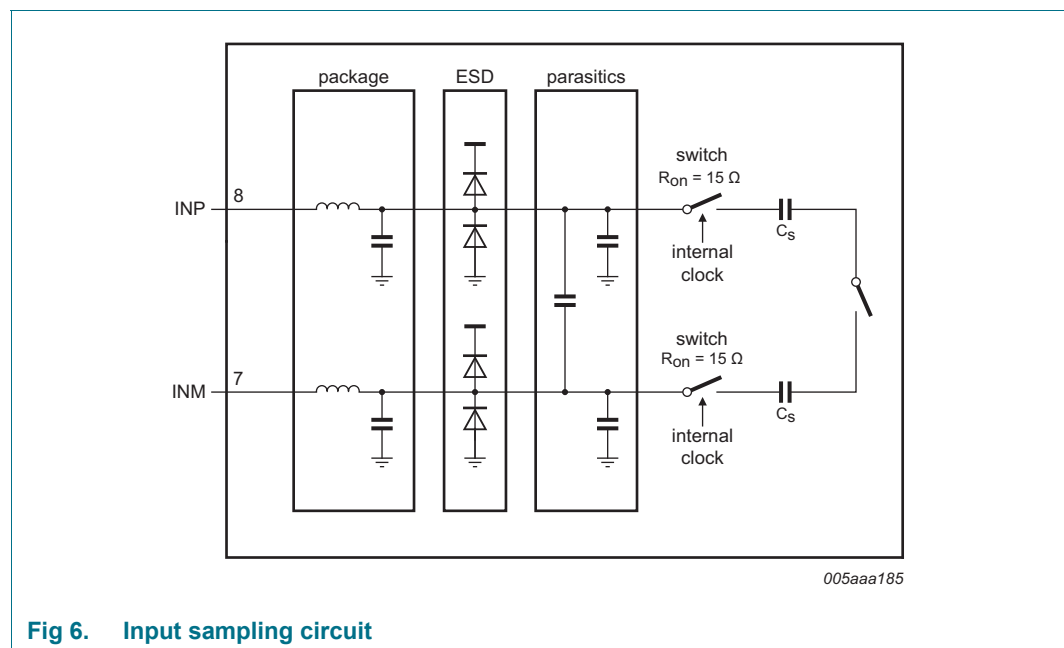 package
ESD
parasitics
switch
Ron = 15 Ω
INP
8
internal
clock
Cs
switch
Ron = 15 Ω
INM
7
internal
clock
Cs
005aaa185
Fig 6. Input sampling circuit